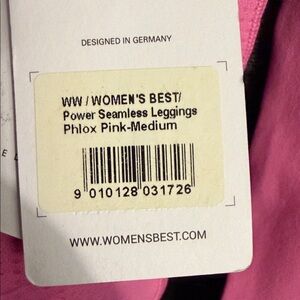 DESIGNED IN GERMANY
WW / WOMEN'S BEST/
Power Seamless Leggings
Phlox Pink-Medium
9 010128 031726
WWW.WOMENSBEST.COM